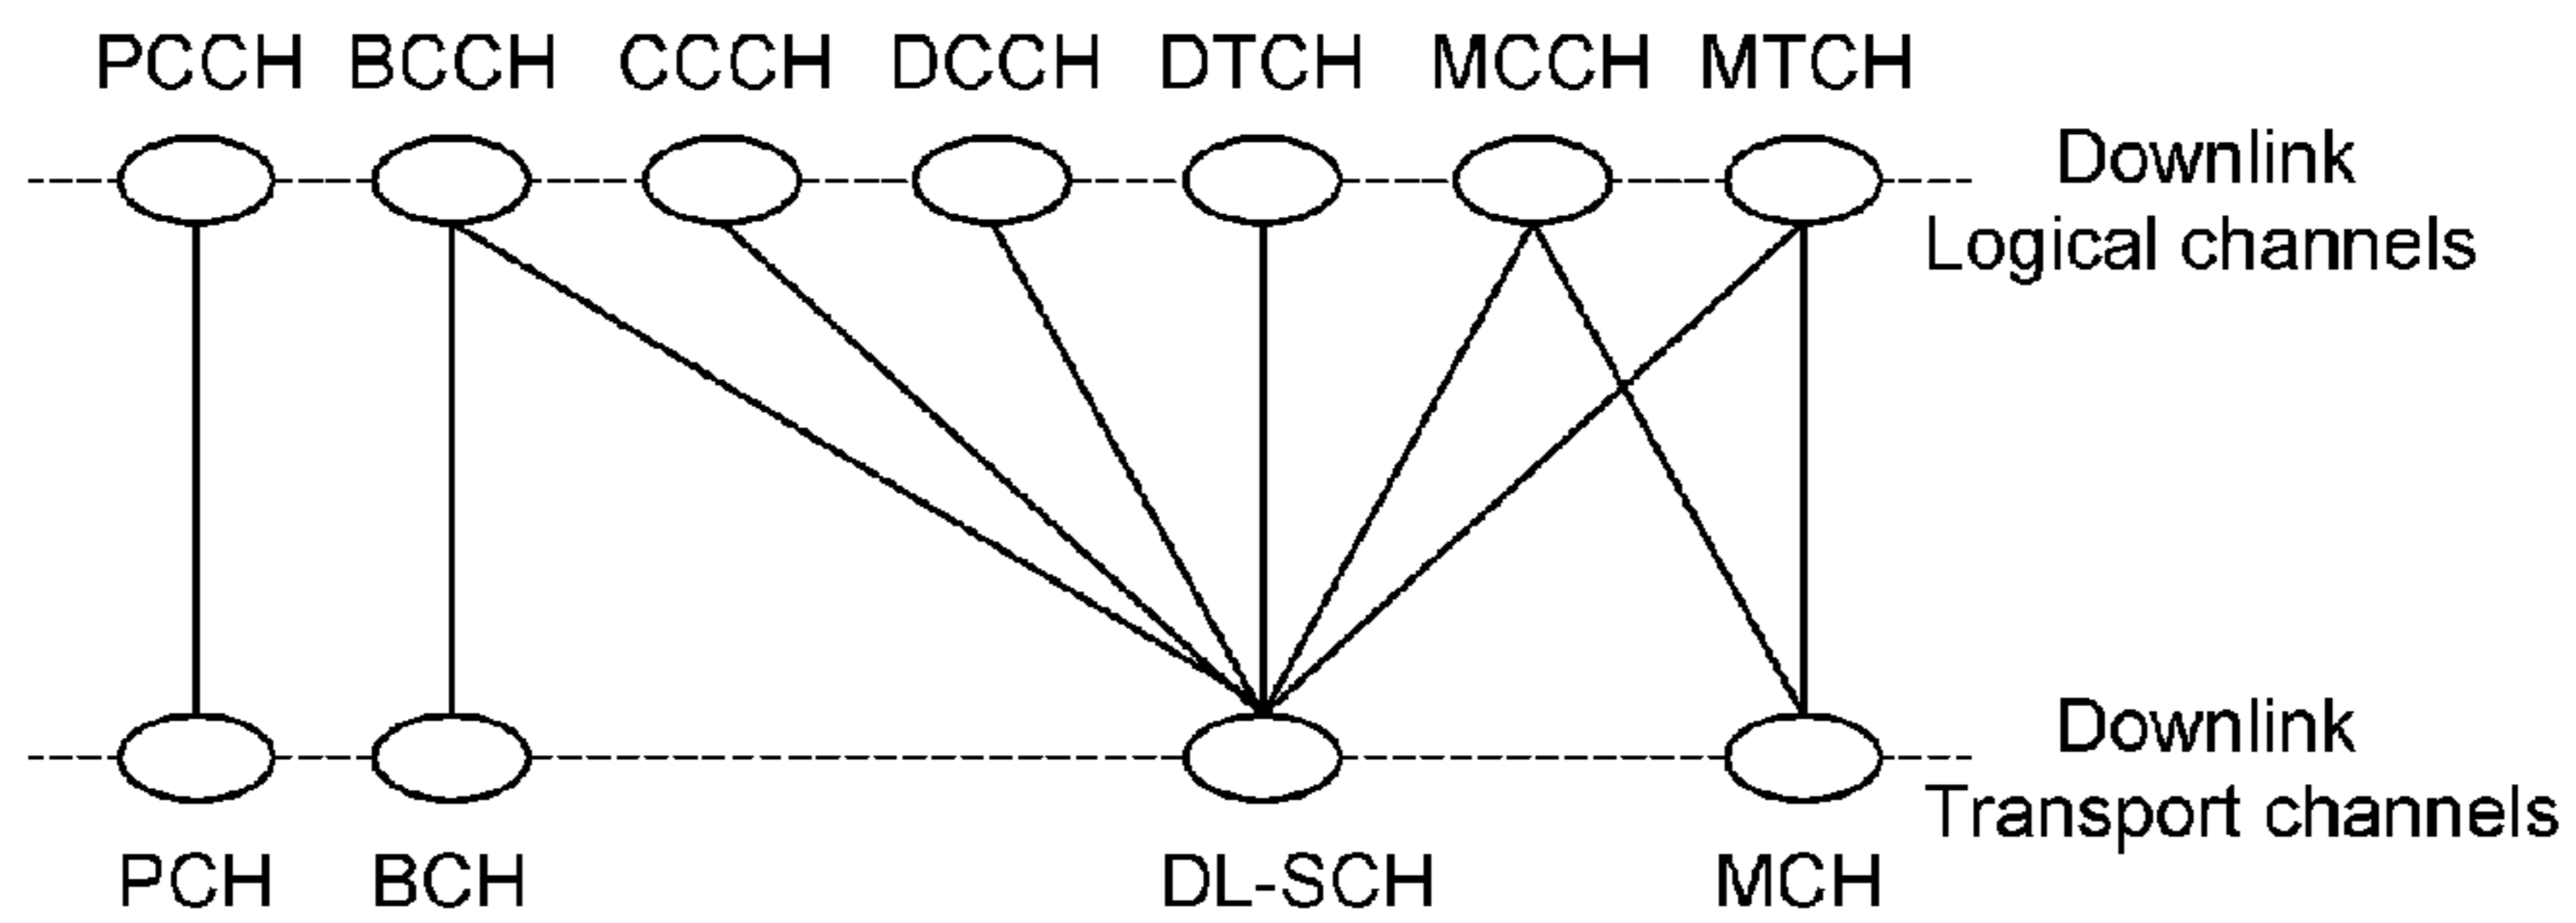 PCCH BCCH CCCH DCCH DTCH MCCH MTCH
Downlink
Logical channels
Downlink
Transport channels
PCH BCH DL-SCH MCH